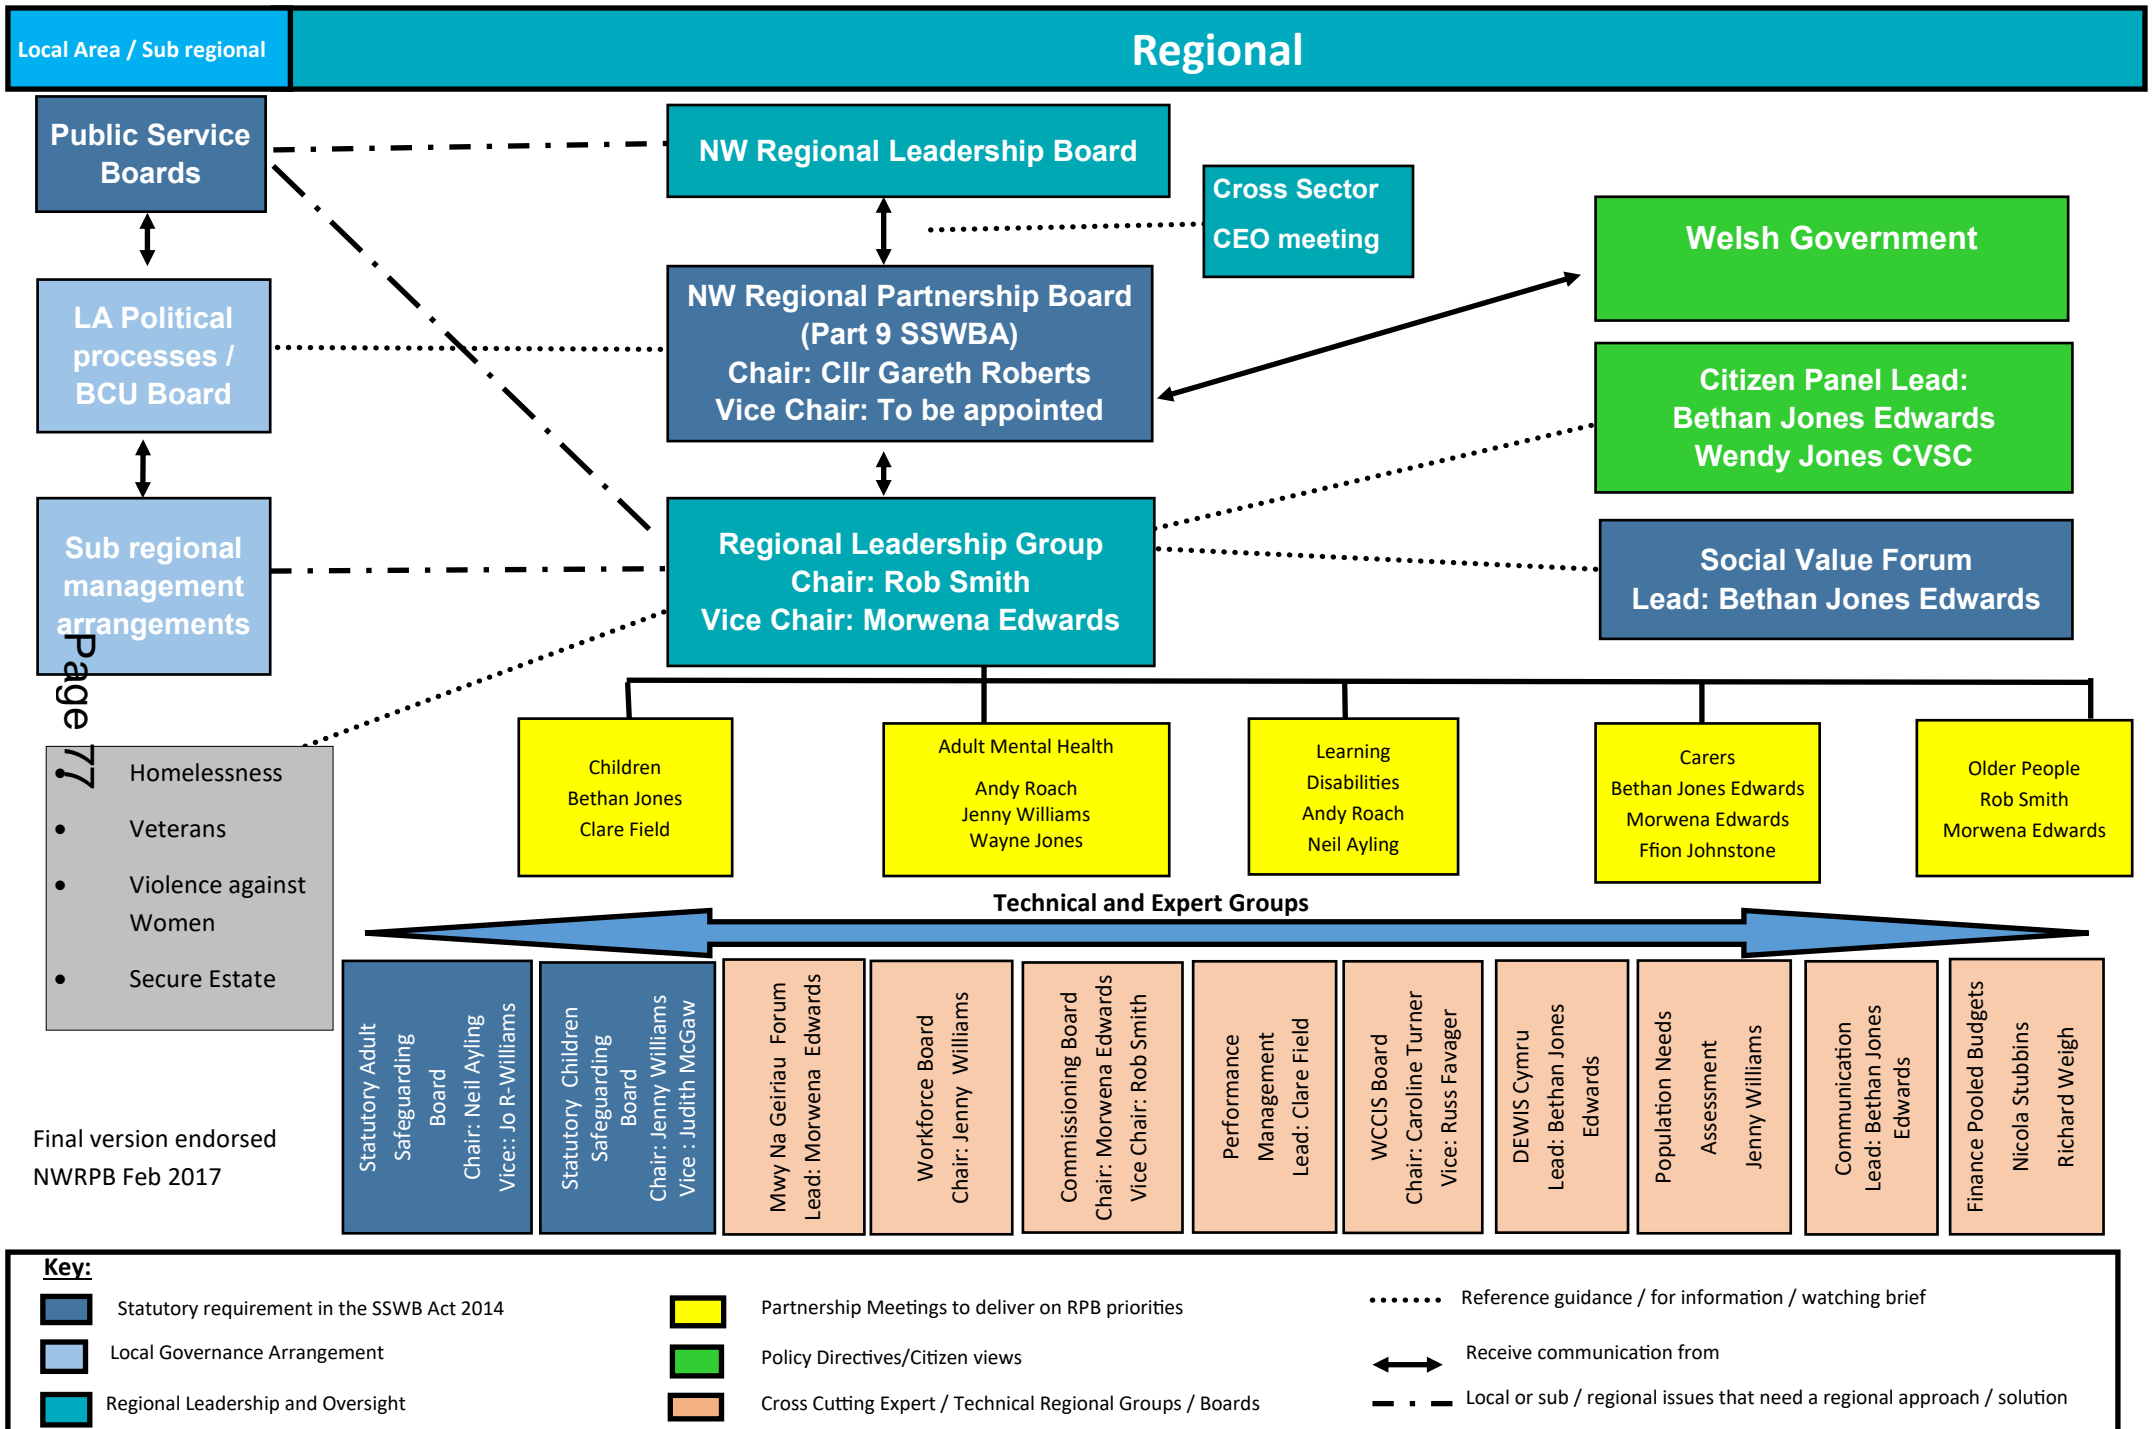 Local Area / Sub regional
Regional
Public Service
Boards
NW Regional Leadership Board
Cross Sector
CEO meeting
Welsh Government
LA Political
processes /
BCU Board
NW Regional Partnership Board
(Part 9 SSWBA)
Chair: Cllr Gareth Roberts
Vice Chair: To be appointed
Citizen Panel Lead:
Bethan Jones Edwards
Wendy Jones CVSC
Sub regional
management
arrangements
Regional Leadership Group
Chair: Rob Smith
Vice Chair: Morwena Edwards
Social Value Forum
Lead: Bethan Jones Edwards
Page 77
• Homelessness
• Veterans
• Violence against
Women
• Secure Estate
Children
Bethan Jones
Clare Field
Adult Mental Health
Andy Roach
Jenny Williams
Wayne Jones
Learning
Disabilities
Andy Roach
Neil Ayling
Carers
Bethan Jones Edwards
Morwena Edwards
Ffion Johnstone
Older People
Rob Smith
Morwena Edwards
Technical and Expert Groups
Statutory Adult
Safeguarding
Board
Chair: Neil Ayling
Vice:: Jo R-Williams
Statutory Children
Safeguarding
Board
Chair: Jenny Williams
Vice : Judith McGaw
Mwy Na Geiriau Forum
Lead: Morwena Edwards
Workforce Board
Chair: Jenny Williams
Commissioning Board
Chair: Morwena Edwards
Vice Chair: Rob Smith
Performance
Management
Lead: Clare Field
WCCIS Board
Chair: Caroline Turner
Vice: Russ Favager
DEWIS Cymru
Lead: Bethan Jones
Edwards
Population Needs
Assessment
Jenny Williams
Communication
Lead: Bethan Jones
Edwards
Finance Pooled Budgets
Nicola Stubbins
Richard Weigh
Final version endorsed
NWRPB Feb 2017
Key:
Statutory requirement in the SSWB Act 2014
Local Governance Arrangement
Regional Leadership and Oversight
Partnership Meetings to deliver on RPB priorities
Policy Directives/Citizen views
Cross Cutting Expert / Technical Regional Groups / Boards
Reference guidance / for information / watching brief
Receive communication from
Local or sub / regional issues that need a regional approach / solution